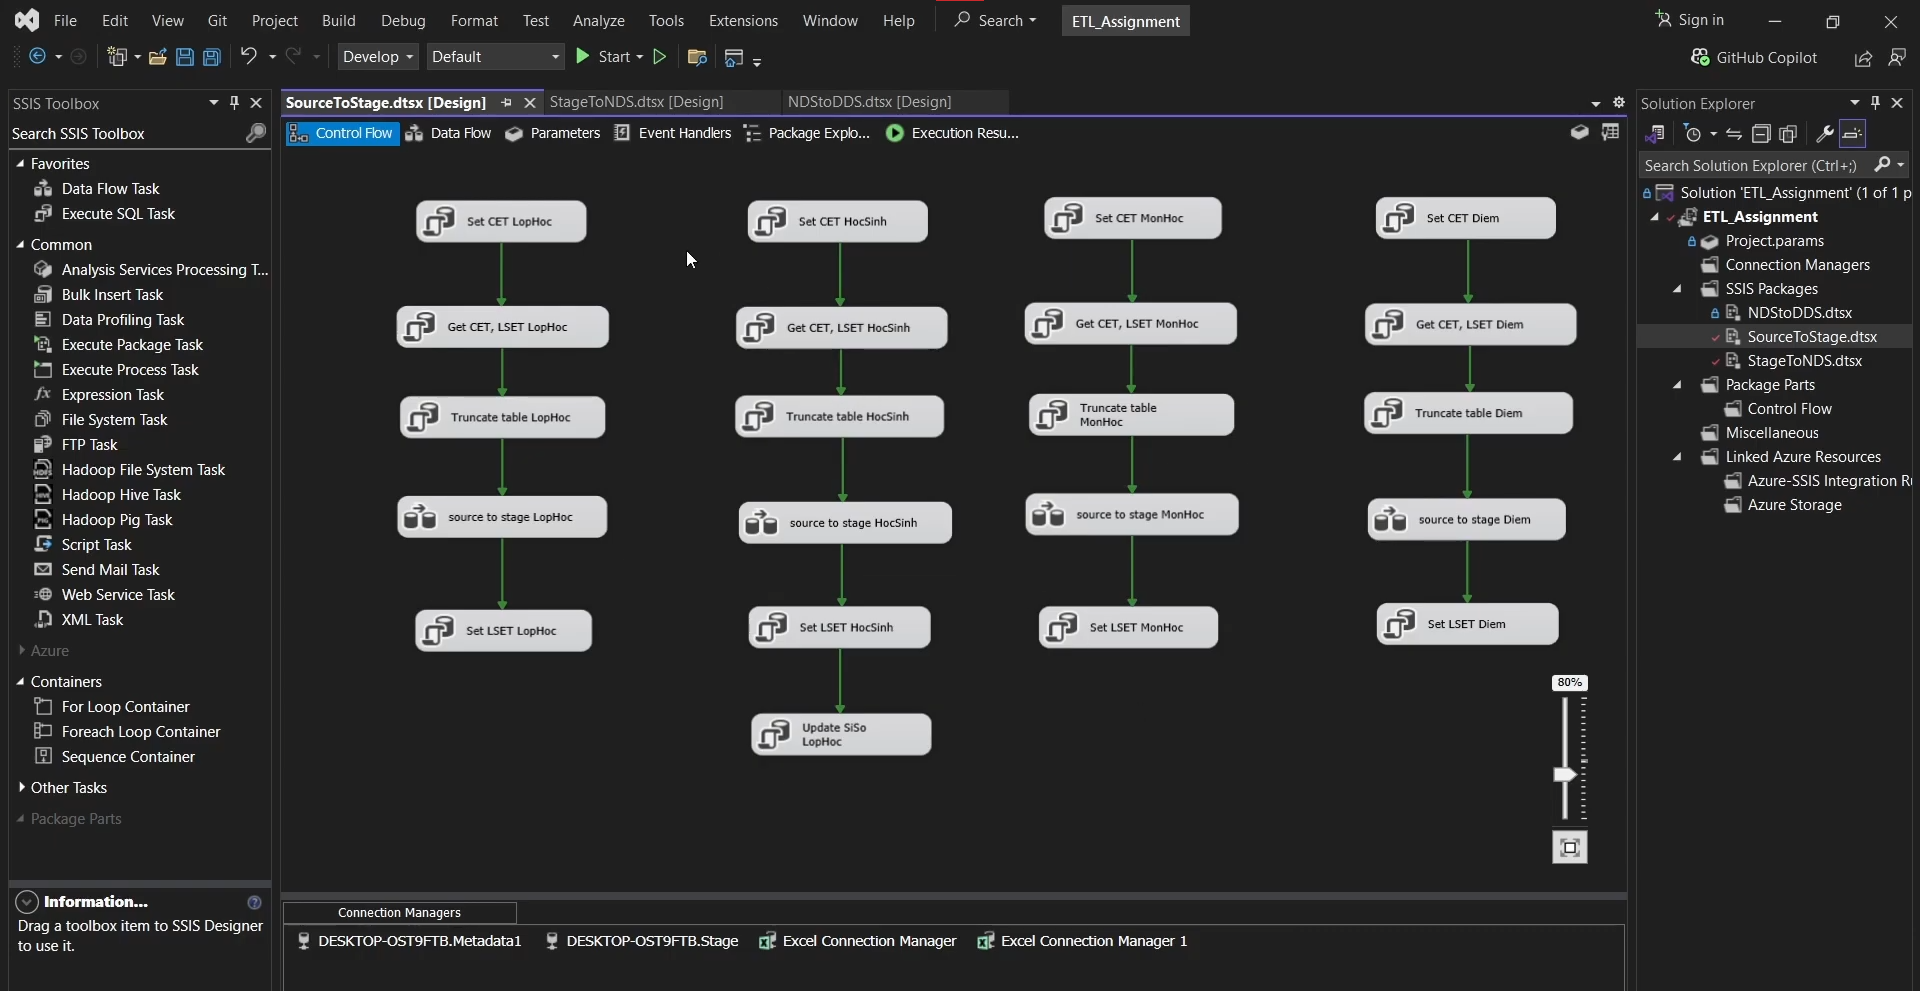 File Edit View Git Project Build Debug Format Test Analyze Tools Extensions Window Help Search ETL_Assignment Sign in
Develop Default Start GitHub Copilot
SSIS Toolbox
Search SSIS Toolbox
Favorites
Data Flow Task
Execute SQL Task
Common
Analysis Services Processing T...
Bulk Insert Task
Data Profiling Task
Execute Package Task
Execute Process Task
Expression Task
File System Task
FTP Task
Hadoop File System Task
Hadoop Hive Task
Hadoop Pig Task
Script Task
Send Mail Task
Web Service Task
XML Task
Azure
Containers
For Loop Container
Foreach Loop Container
Sequence Container
Other Tasks
Package Parts
Information...
Drag a toolbox item to SSIS Designer
to use it.
SourceToStage.dtsx [Design] StageToNDS.dtsx [Design] NDStoDDS.dtsx [Design]
Control Flow Data Flow Parameters Event Handlers Package Explo... Execution Resu...
Set CET LopHoc
Get CET, LSET LopHoc
Truncate table LopHoc
source to stage LopHoc
Set LSET LopHoc
Set CET HocSinh
Get CET, LSET HocSinh
Truncate table HocSinh
source to stage HocSinh
Set LSET HocSinh
Update SiSo
LopHoc
Set CET MonHoc
Get CET, LSET MonHoc
Truncate table
MonHoc
source to stage MonHoc
Set LSET MonHoc
Set CET Diem
Get CET, LSET Diem
Truncate table Diem
source to stage Diem
Set LSET Diem
80%
Connection Managers
DESKTOP-OST9FTB.Metadata1 DESKTOP-OST9FTB.Stage Excel Connection Manager Excel Connection Manager 1
Solution Explorer
Search Solution Explorer (Ctrl+;)
Solution 'ETL_Assignment' (1 of 1 p
ETL_Assignment
Project.params
Connection Managers
SSIS Packages
NDStoDDS.dtsx
SourceToStage.dtsx
StageToNDS.dtsx
Package Parts
Control Flow
Miscellaneous
Linked Azure Resources
Azure-SSIS Integration R
Azure Storage